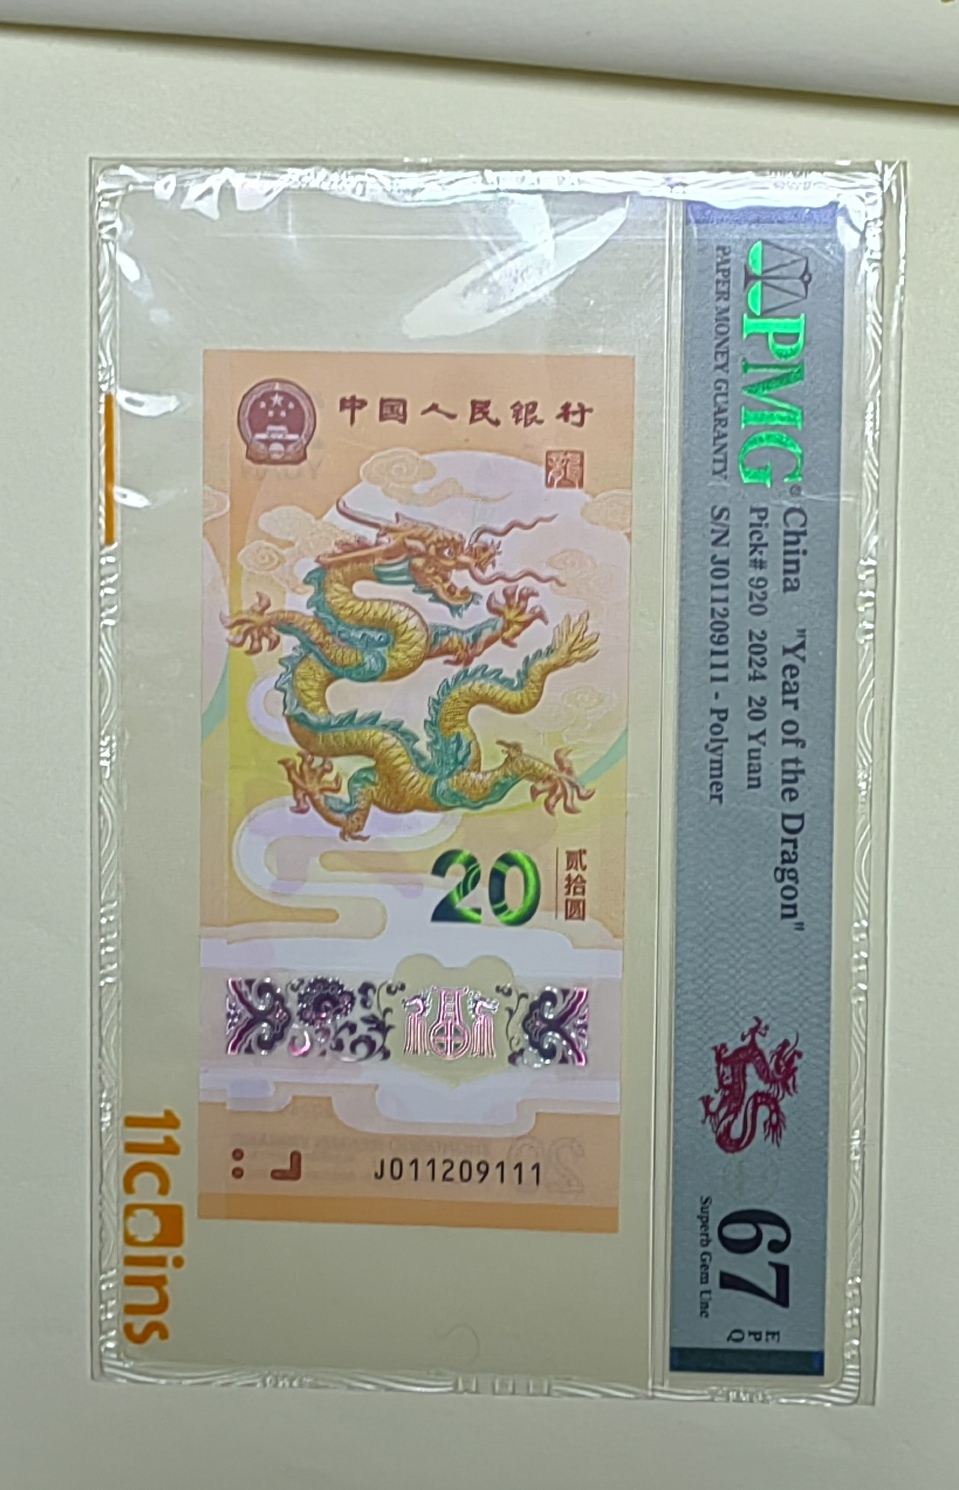 PMG®
PAPER MONEY GUARANTY
China "Year of the Dragon"
Pick# 920 2024 20 Yuan
S/N J011209111 - Polymer
67
EPQ
Superb Gem Unc
中国人民银行
20
贰拾圆
J011209111
11coins